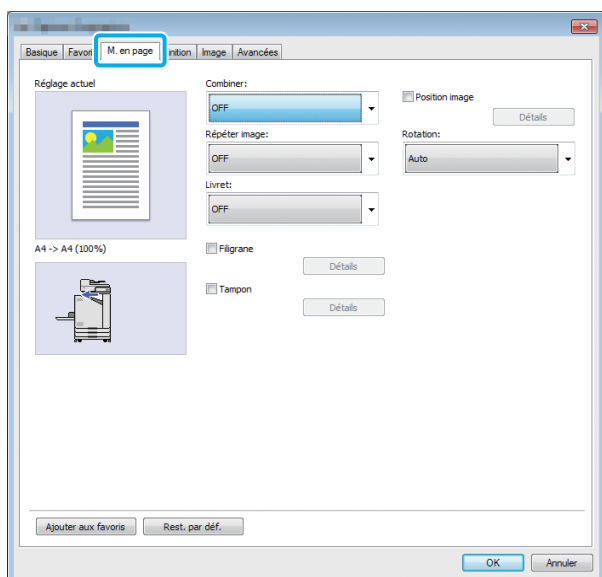 Basique Favori M. en page inition Image Avancées
Réglage actuel
A4 -> A4 (100%)
Combiner:
OFF
Répéter image:
OFF
Livret:
OFF
Filigrane
Détails
Tampon
Détails
Position image
Détails
Rotation:
Auto
Ajouter aux favoris Rest. par déf.
OK Annuler